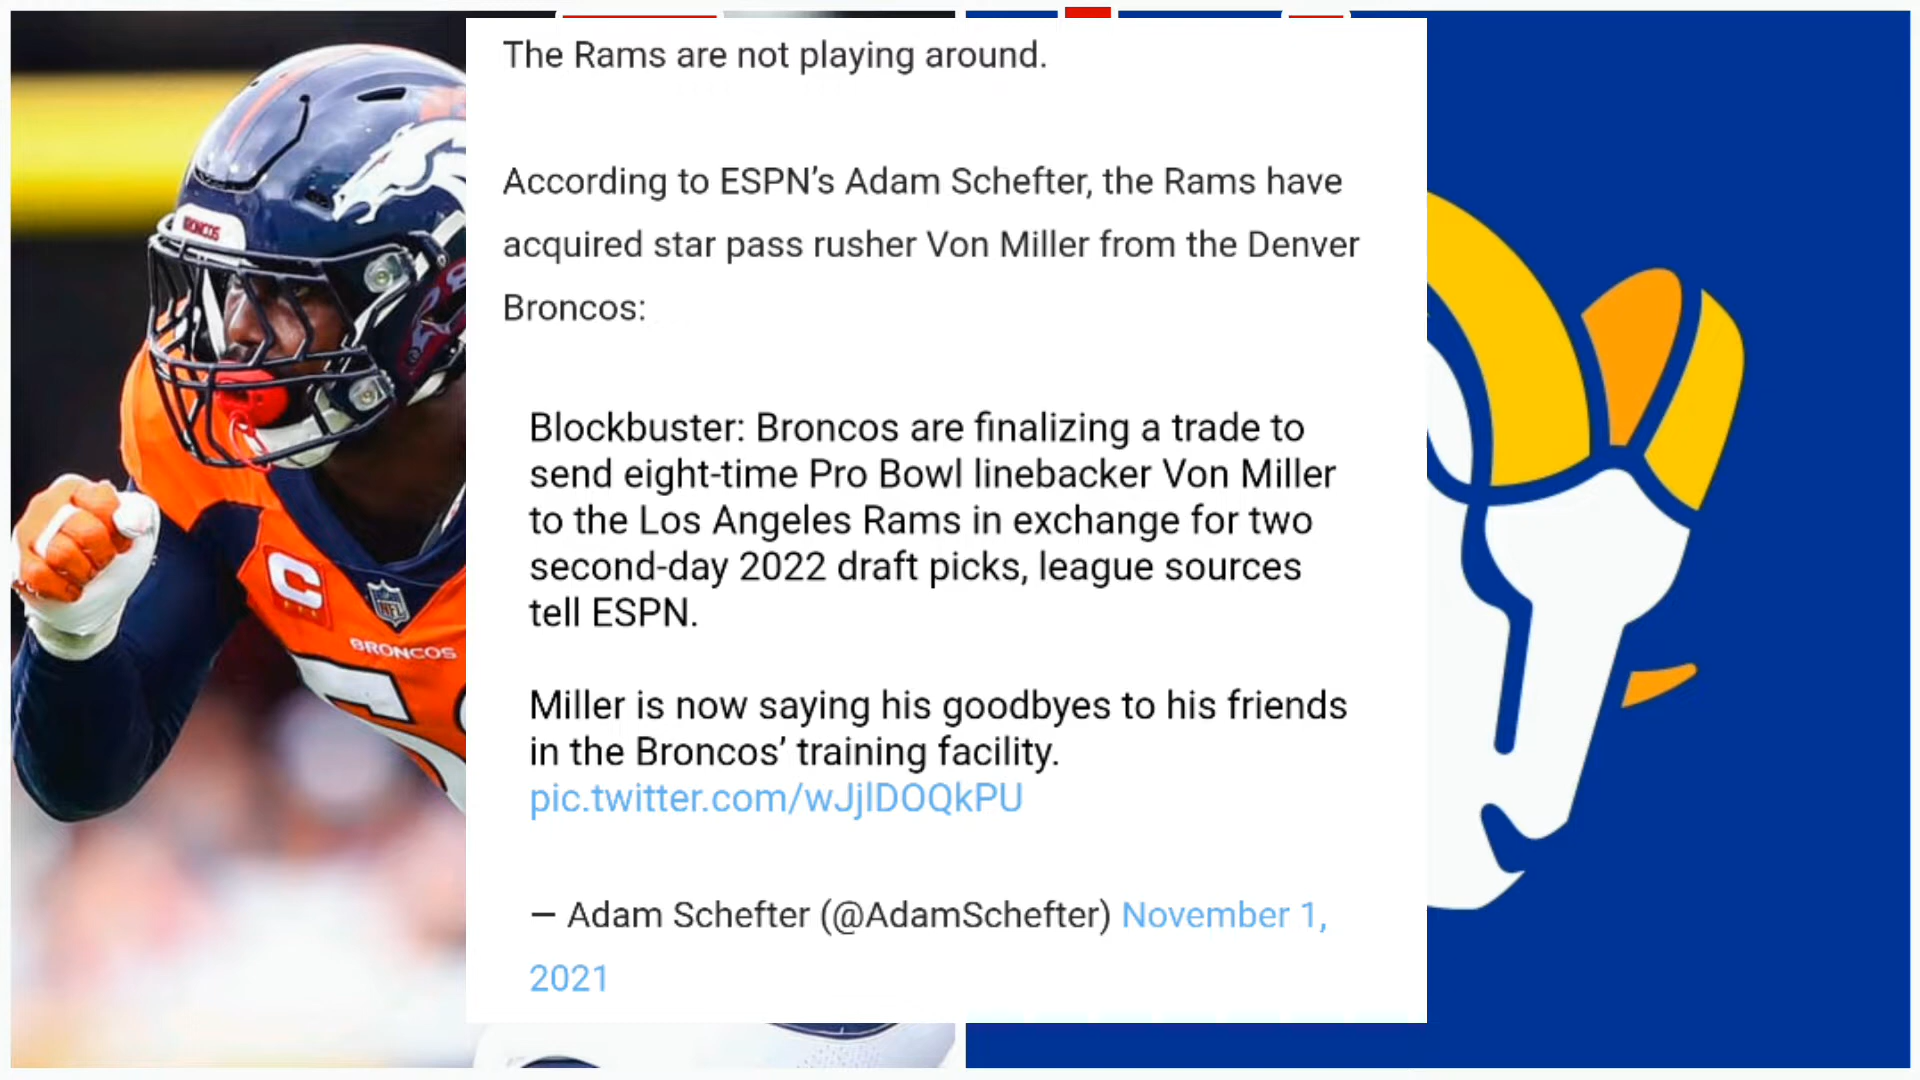 The Rams are not playing around.
According to ESPN’s Adam Schefter, the Rams have
acquired star pass rusher Von Miller from the Denver
Broncos:
Blockbuster: Broncos are finalizing a trade to
send eight-time Pro Bowl linebacker Von Miller
to the Los Angeles Rams in exchange for two
second-day 2022 draft picks, league sources
tell ESPN.
Miller is now saying his goodbyes to his friends
in the Broncos’ training facility.
pic.twitter.com/wJjlDOQkPU
— Adam Schefter (@AdamSchefter) November 1,
2021
BRONCOS
C
NFL
BRONCOS
5